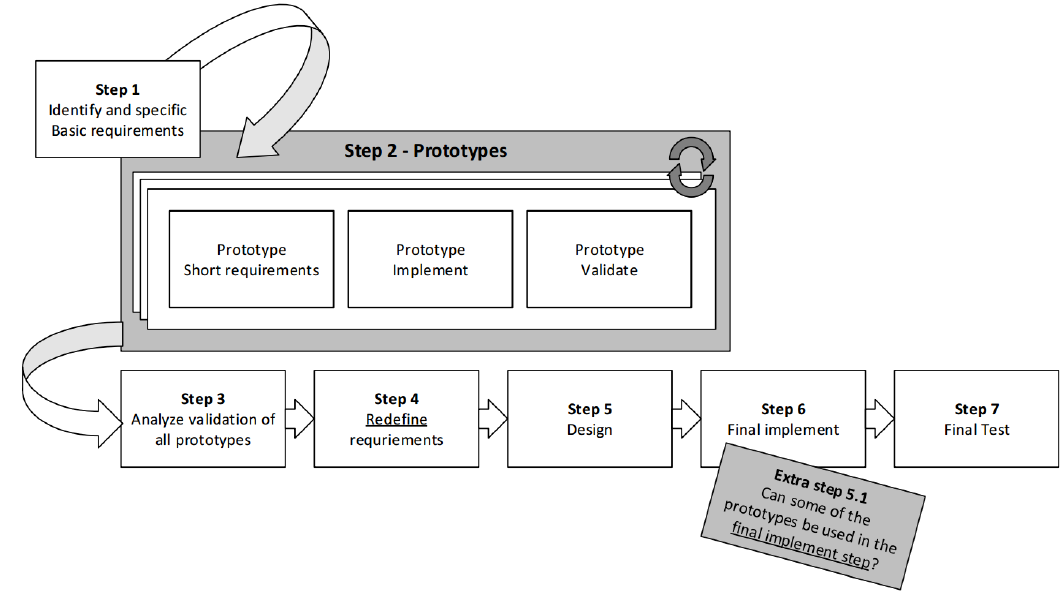 Step 1
Identify and specific
Basic requirements
Step 2 - Prototypes
Prototype
Short requirements
Prototype
Implement
Prototype
Validate
Step 3
Analyze validation of
all prototypes
Step 4
Redefine
requriements
Step 5
Design
Step 6
Final implement
Step 7
Final Test
Extra step 5.1
Can some of the
prototypes be used in the
final implement step?